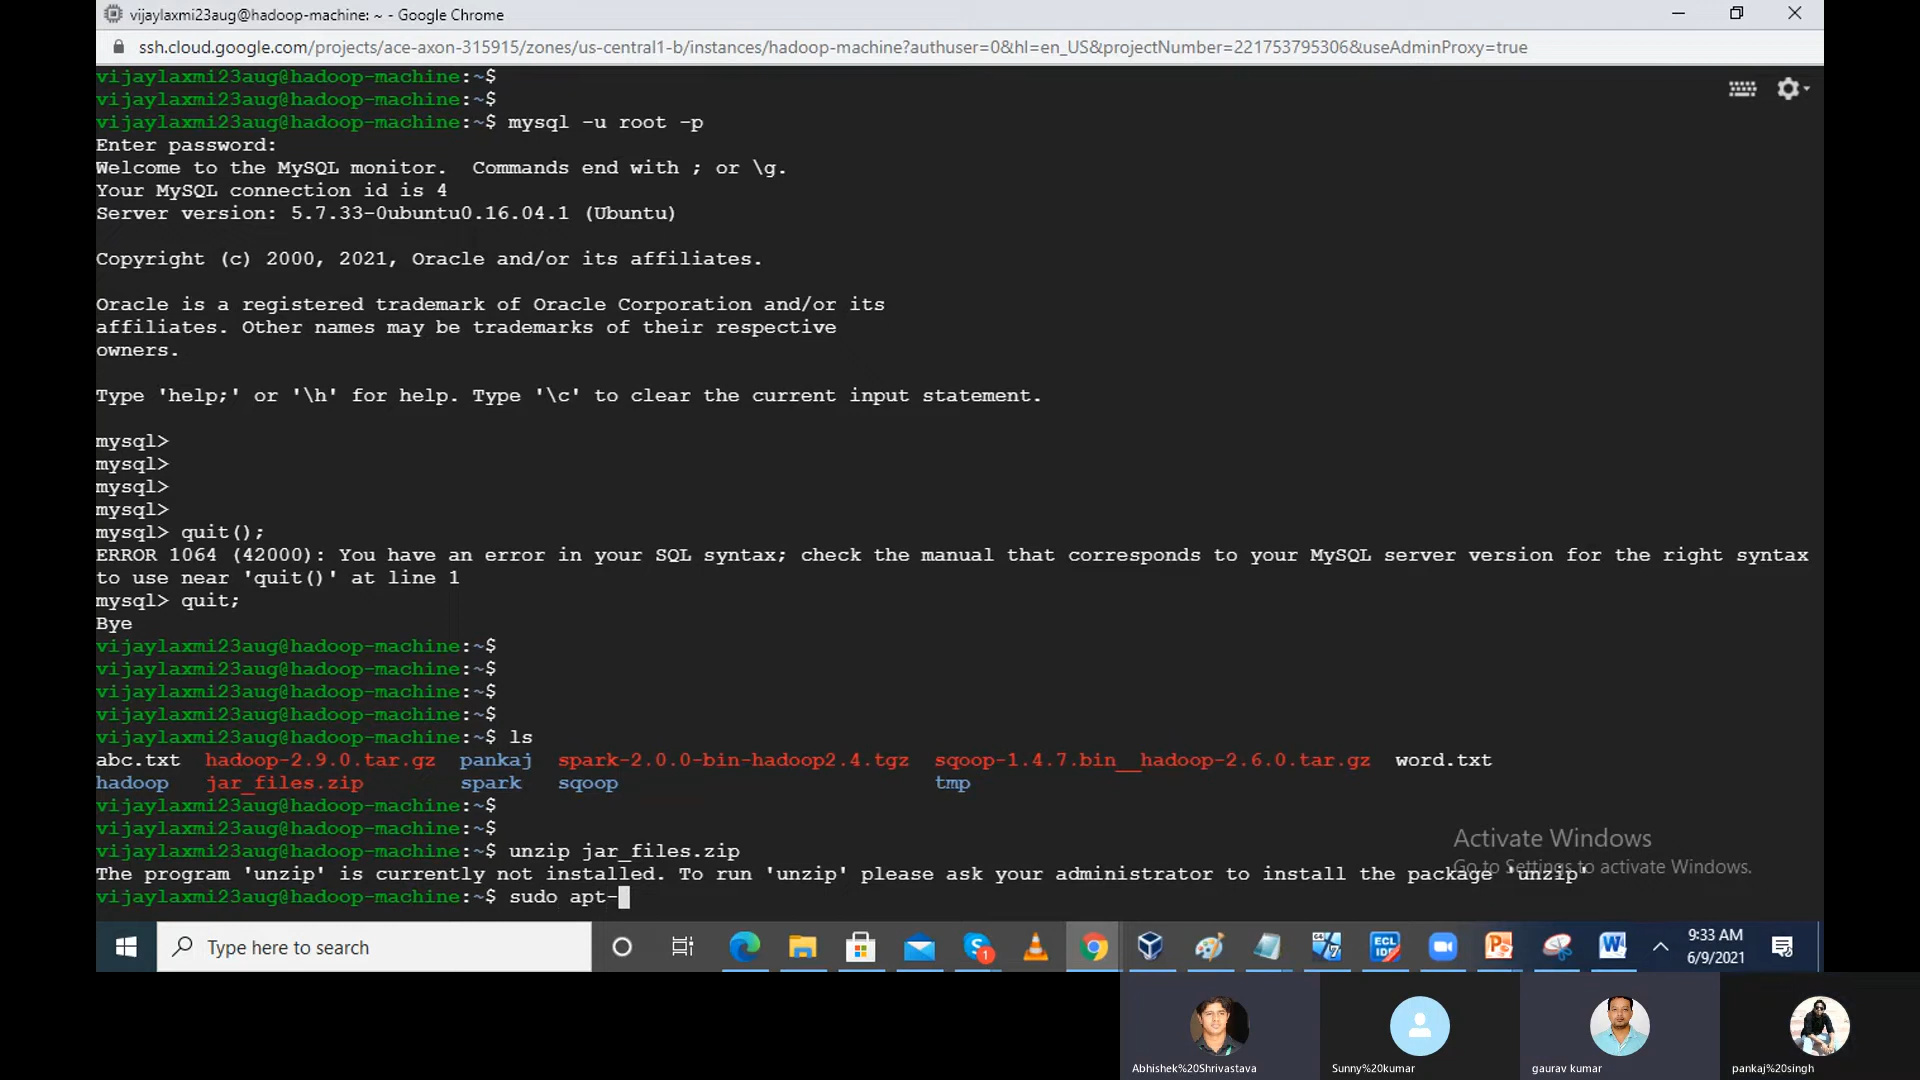 vijaylaxmi23aug@hadoop-machine: ~ - Google Chrome
ssh.cloud.google.com/projects/ace-axon-315915/zones/us-central1-b/instances/hadoop-machine?authuser=0&hl=en_US&projectNumber=221753795306&useAdminProxy=true
vijaylaxmi23aug@hadoop-machine:~$
vijaylaxmi23aug@hadoop-machine:~$
vijaylaxmi23aug@hadoop-machine:~$ mysql -u root -p
Enter password:
Welcome to the MySQL monitor.  Commands end with ; or \g.
Your MySQL connection id is 4
Server version: 5.7.33-0ubuntu0.16.04.1 (Ubuntu)
Copyright (c) 2000, 2021, Oracle and/or its affiliates.
Oracle is a registered trademark of Oracle Corporation and/or its
affiliates. Other names may be trademarks of their respective
owners.
Type 'help;' or '\h' for help. Type '\c' to clear the current input statement.
mysql>
mysql>
mysql>
mysql>
mysql> quit();
ERROR 1064 (42000): You have an error in your SQL syntax; check the manual that corresponds to your MySQL server version for the right syntax
to use near 'quit()' at line 1
mysql> quit;
Bye
vijaylaxmi23aug@hadoop-machine:~$
vijaylaxmi23aug@hadoop-machine:~$
vijaylaxmi23aug@hadoop-machine:~$
vijaylaxmi23aug@hadoop-machine:~$
vijaylaxmi23aug@hadoop-machine:~$ ls
abc.txt  hadoop-2.9.0.tar.gz  pankaj  spark-2.0.0-bin-hadoop2.4.tgz  sqoop-1.4.7.bin__hadoop-2.6.0.tar.gz  word.txt
hadoop  jar_files.zip  spark  sqoop  tmp
vijaylaxmi23aug@hadoop-machine:~$
vijaylaxmi23aug@hadoop-machine:~$
vijaylaxmi23aug@hadoop-machine:~$ unzip jar_files.zip
The program 'unzip' is currently not installed. To run 'unzip' please ask your administrator to install the package 'unzip'
vijaylaxmi23aug@hadoop-machine:~$ sudo apt-
Activate Windows
Go to Settings to activate Windows.
Type here to search
1
64
7
ECL
IDE
P
W
9:33 AM
6/9/2021
Abhishek%20Shrivastava
Sunny%20kumar
gaurav kumar
pankaj%20singh